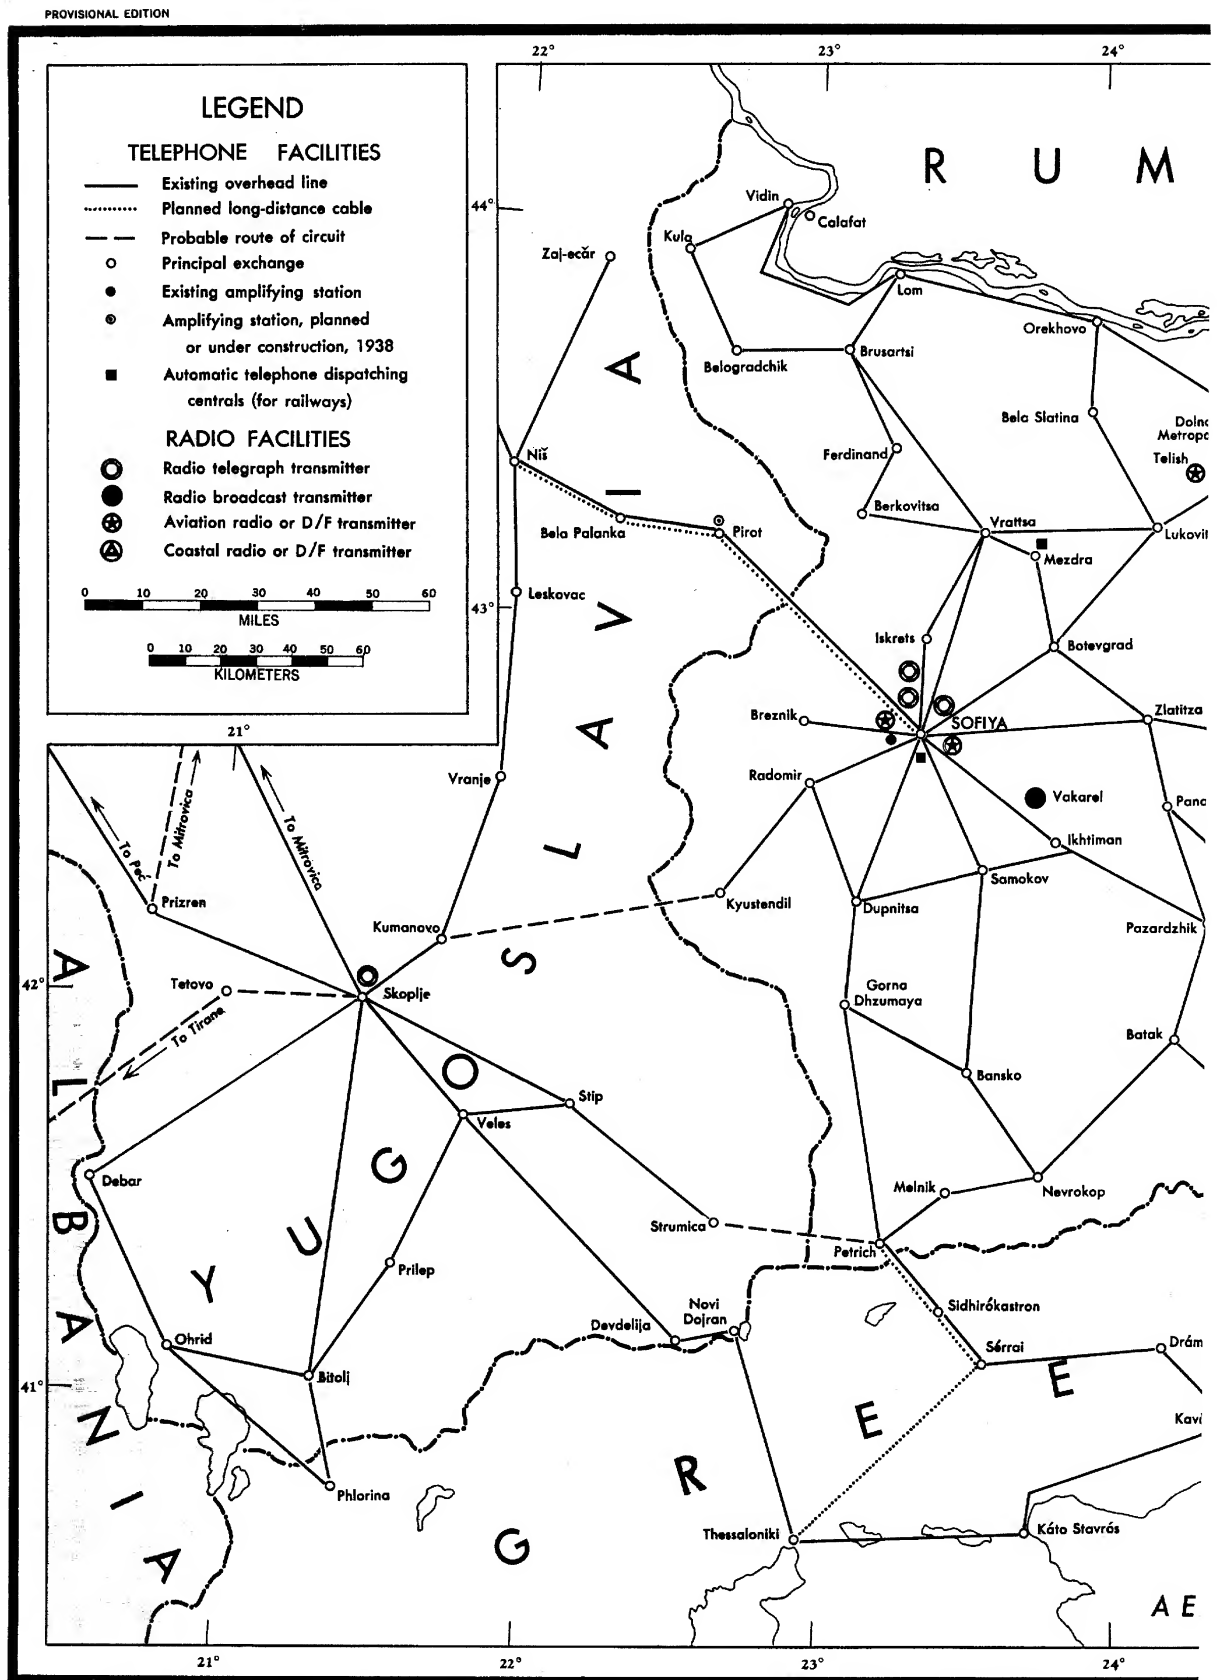 PROVISIONAL EDITION
22°
23°
24°
LEGEND
TELEPHONE FACILITIES
Existing overhead line
Planned long-distance cable
Probable route of circuit
Principal exchange
Existing amplifying station
Amplifying station, planned
or under construction, 1938
Automatic telephone dispatching
centrals (for railways)
RADIO FACILITIES
Radio telegraph transmitter
Radio broadcast transmitter
Aviation radio or D/F transmitter
Coastal radio or D/F transmitter
0 10 20 30 40 50 60
MILES
0 10 20 30 40 50 60
KILOMETERS
21°
R U M
44°
Vidin
Calafat
Kula
Zaj-ecăr
Lom
Orekhovo
Belogradchik
Brusartsi
Bela Slatina
Dolno
Metropo
Telish
Ferdinand
Niš
Berkovitsa
Vrattsa
Lukovit
Bela Palanka
Pirot
Mezdra
43°
Leskovac
Iskrets
Botevgrad
Breznik
SOFIYA
Zlatitza
Vranje
Radomir
Vakarel
Pana
Ikhtiman
To Peć
To Mitrovica
To Mitrovica
Samokov
Prizren
Kyustendil
Dupnitsa
Pazardzhik
Kumanovo
42°
Tetovo
Skoplje
To Tirane
Gorna
Dhzumaya
Batak
Bansko
Stip
Veles
Debar
Melnik
Nevrokop
Strumica
Petrich
Prilep
Novi
Dojran
Devdelija
Sidhirókastron
Ohrid
Sérrai
Drám
Bitolj
41°
Kavá
Phlorina
Thessaloniki
Káto Stavrós
Y U G O S L A V I A
A L B A N I A
G R E E
A E
21°
22°
23°
24°